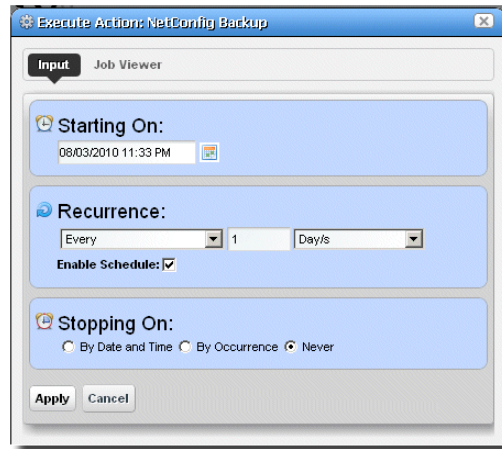 Execute Action: NetConfig Backup
Input Job Viewer
Starting On:
08/03/2010 11:33 PM
Recurrence:
Every 1 Day/s
Enable Schedule:
Stopping On:
By Date and Time By Occurrence Never
Apply Cancel